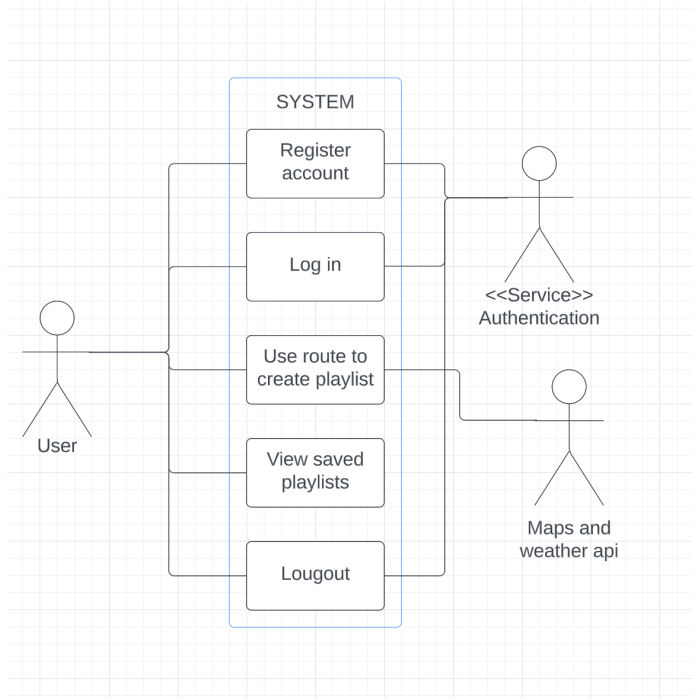 SYSTEM
Register
account
Log in
<<Service>>
Authentication
Use route to
create playlist
User
View saved
playlists
Maps and
weather api
Lougout